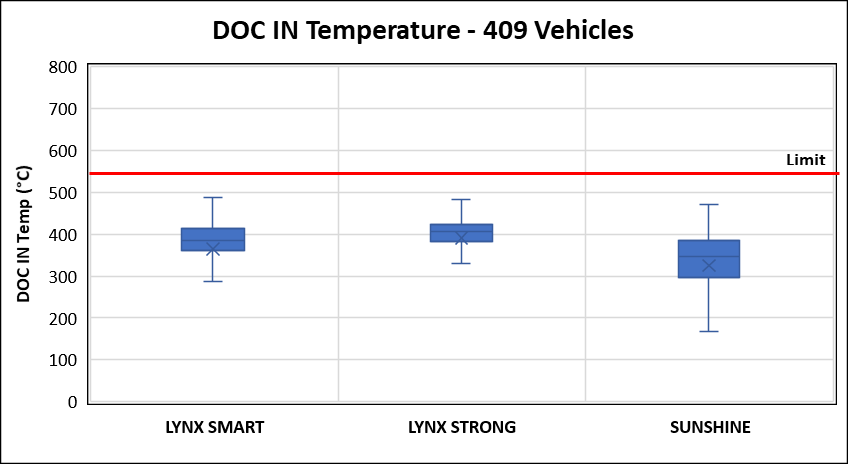 DOC IN Temperature - 409 Vehicles
800
700
600
Limit
500
400
300
200
100
0
DOC IN Temp (°C)
LYNX SMART
LYNX STRONG
SUNSHINE